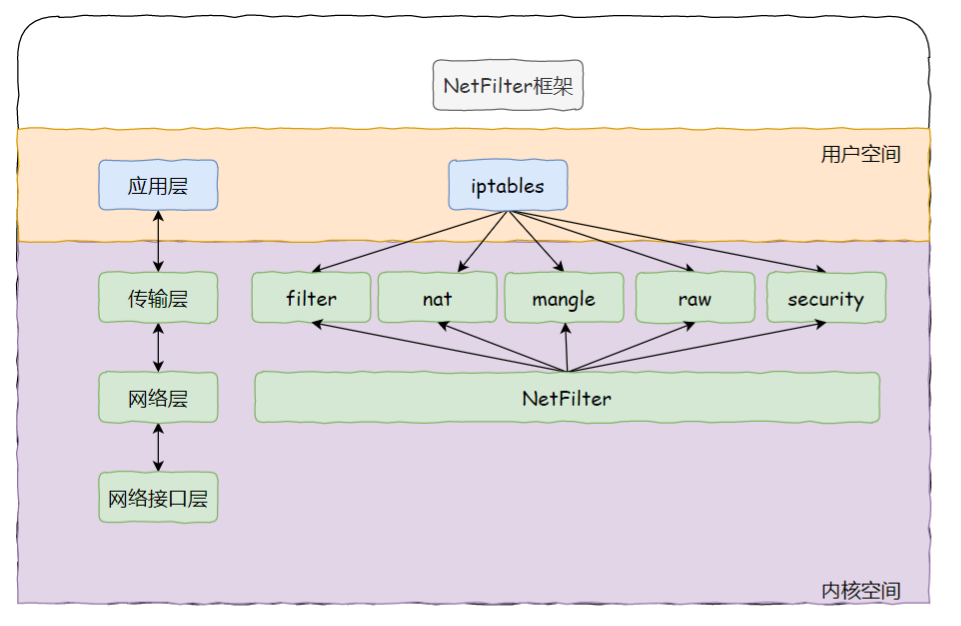 NetFilter框架
用户空间
应用层
iptables
传输层
filter
nat
mangle
raw
security
网络层
NetFilter
网络接口层
内核空间